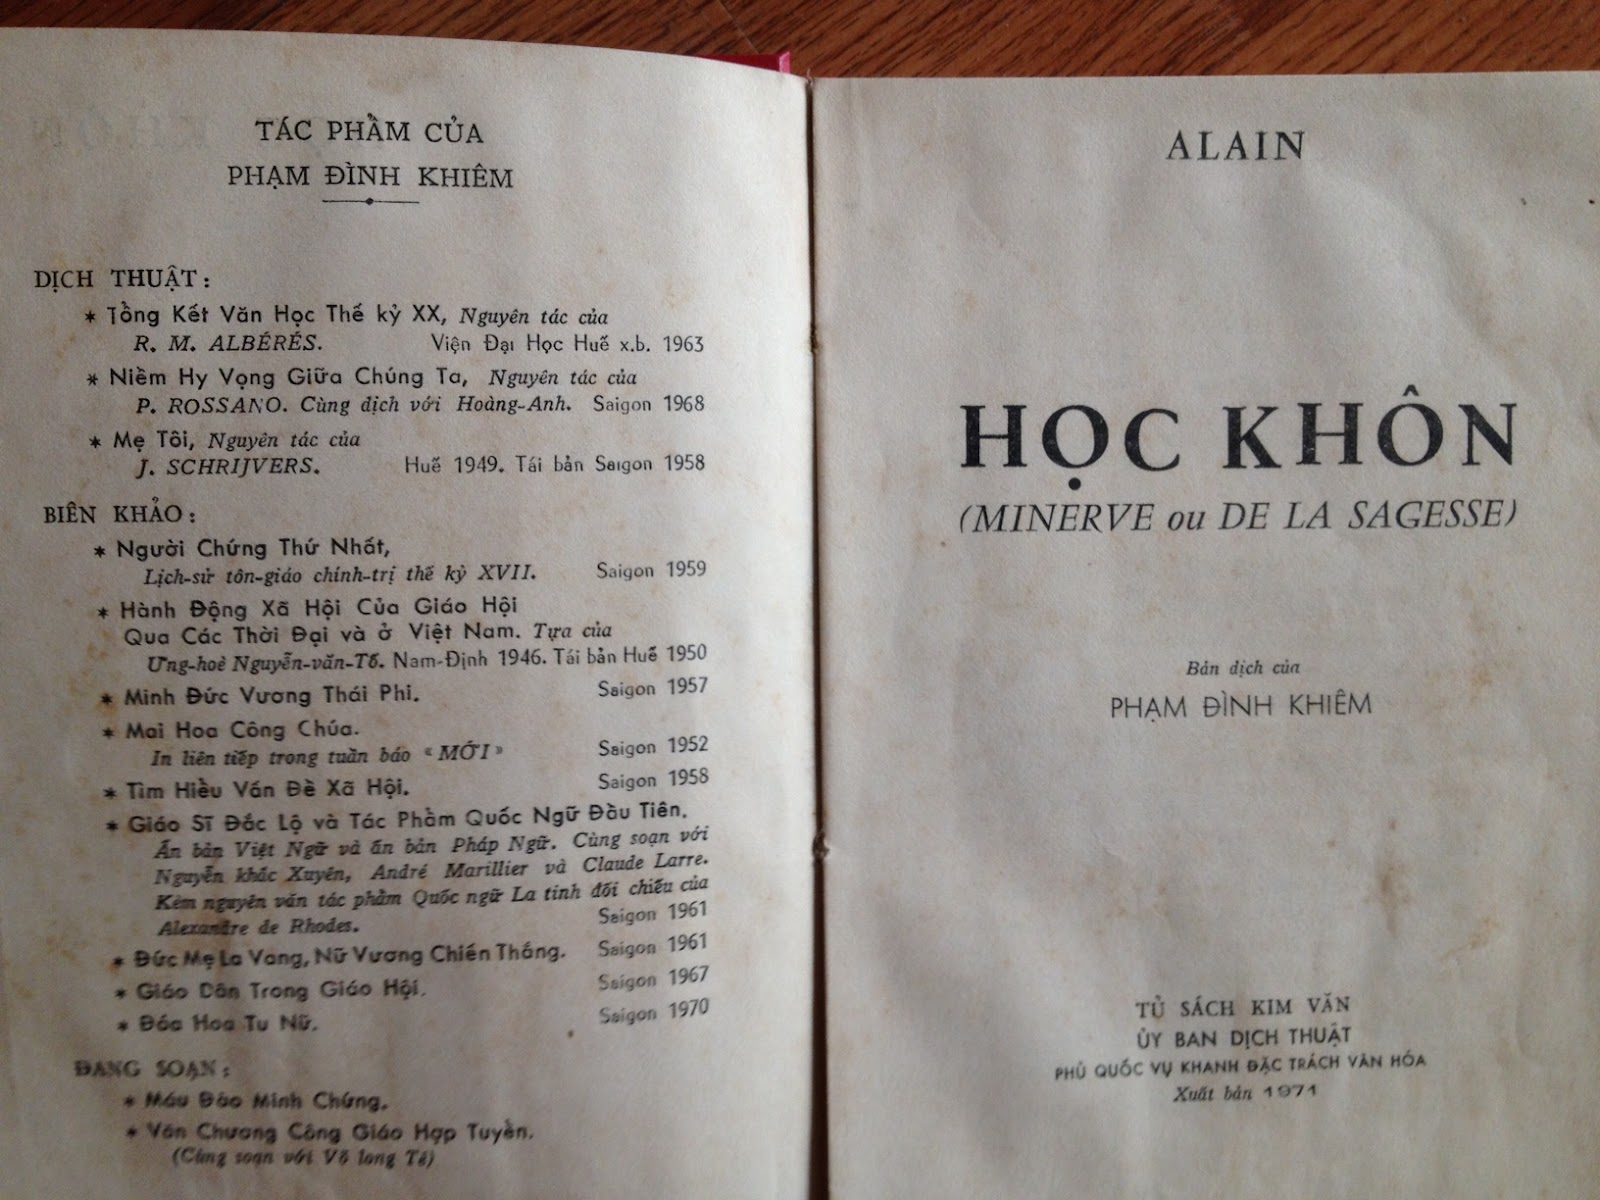 TÁC PHẨM CỦA
PHẠM ĐÌNH KHIÊM
DỊCH THUẬT :
* Tổng Kết Văn Học Thế kỷ XX, Nguyên tác của
R. M. ALBÉRÉS. Viện Đại Học Huế x.b. 1963
* Niềm Hy Vọng Giữa Chúng Ta, Nguyên tác của
P. ROSSANO. Cùng dịch với Hoàng-Anh. Saigon 1968
* Mẹ Tôi, Nguyên tác của
J. SCHRIJVERS. Huế 1949. Tái bản Saigon 1958
BIÊN KHẢO :
* Người Chứng Thứ Nhất,
Lịch-sử tôn-giáo chính-trị thế kỷ XVII. Saigon 1959
* Hành Động Xã Hội Của Giáo Hội
Qua Các Thời Đại và ở Việt Nam. Tựa của
Ưng-hoè Nguyễn-văn-Tố. Nam-Định 1946. Tái bản Huế 1950
* Minh Đức Vương Thái Phi. Saigon 1957
* Mai Hoa Công Chúa.
In liên tiếp trong tuần báo « MỚI » Saigon 1952
* Tìm Hiểu Vấn Đề Xã Hội. Saigon 1958
* Giáo Sĩ Đắc Lộ và Tác Phẩm Quốc Ngữ Đầu Tiên.
Ấn bản Việt Ngữ và ấn bản Pháp Ngữ. Cùng soạn với
Nguyễn khắc Xuyên, André Marillier và Claude Larre.
Kèm nguyên văn tác phẩm Quốc ngữ La tinh đối chiếu của
Alexandre de Rhodes. Saigon 1961
* Đức Mẹ La Vang, Nữ Vương Chiến Thắng. Saigon 1961
* Giáo Dân Trong Giáo Hội. Saigon 1967
* Đóa Hoa Tu Nữ. Saigon 1970
ĐANG SOẠN :
* Máu Đào Minh Chứng.
* Văn Chương Công Giáo Hợp Tuyển.
(Cùng soạn với Võ long Tê)
ALAIN
HỌC KHÔN
(MINERVE ou DE LA SAGESSE)
Bản dịch của
PHẠM ĐÌNH KHIÊM
TỦ SÁCH KIM VĂN
ỦY BAN DỊCH THUẬT
PHỦ QUỐC VỤ KHANH ĐẶC TRÁCH VĂN HÓA
Xuất bản 1971